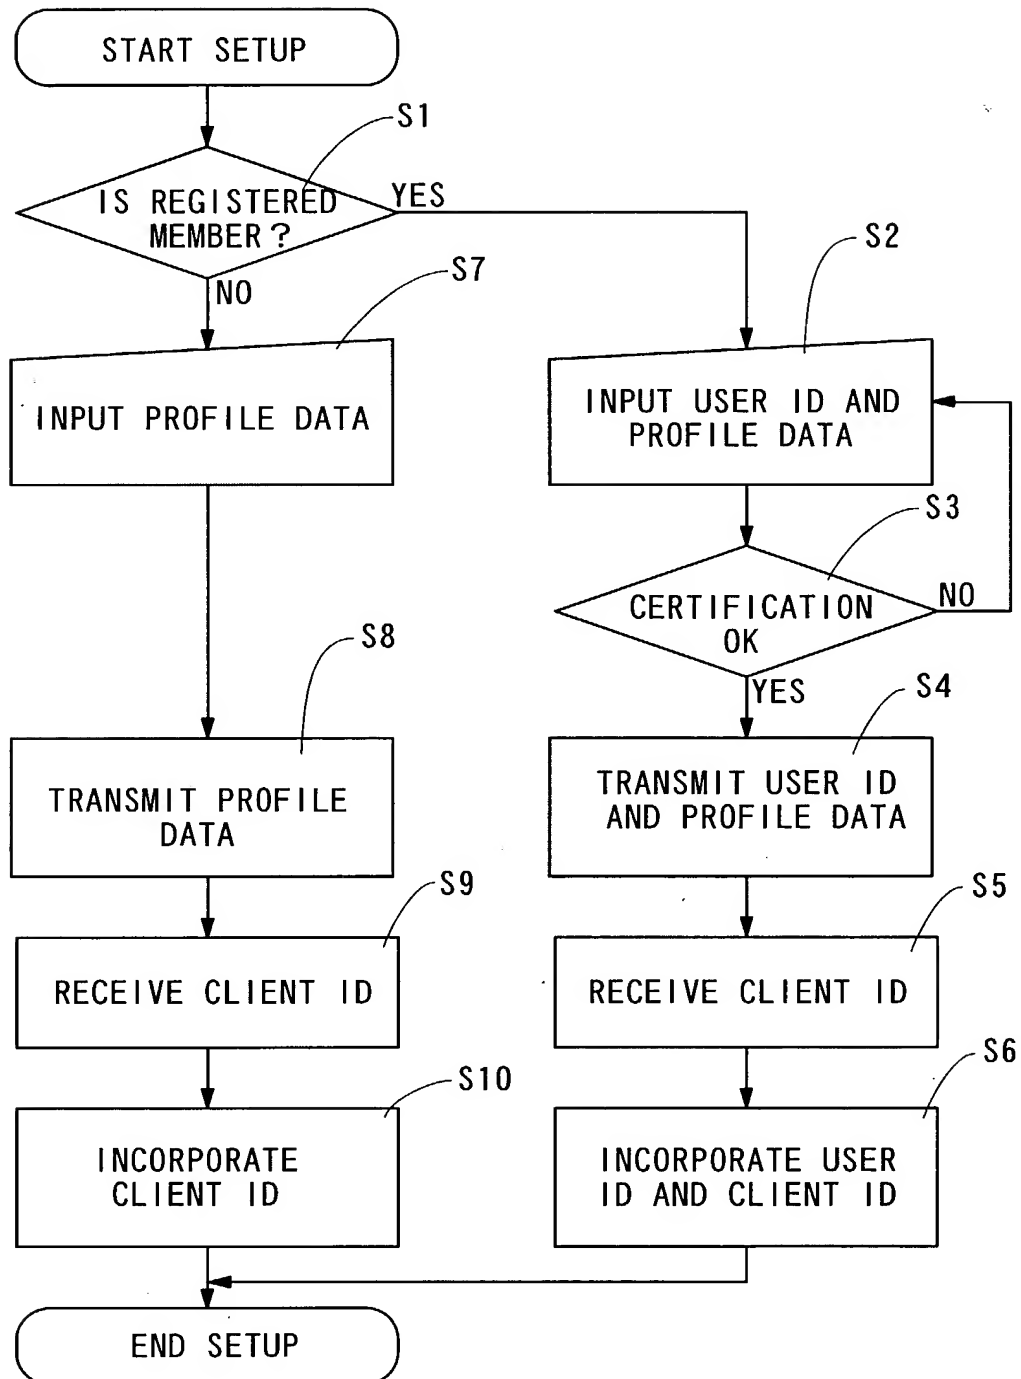 START SETUP
S1
IS REGISTERED
MEMBER?
YES
NO
S7
S2
INPUT PROFILE DATA
INPUT USER ID AND
PROFILE DATA
S3
CERTIFICATION
OK
NO
YES
S8
S4
TRANSMIT PROFILE
DATA
TRANSMIT USER ID
AND PROFILE DATA
S9
S5
RECEIVE CLIENT ID
RECEIVE CLIENT ID
S10
S6
INCORPORATE
CLIENT ID
INCORPORATE USER
ID AND CLIENT ID
END SETUP